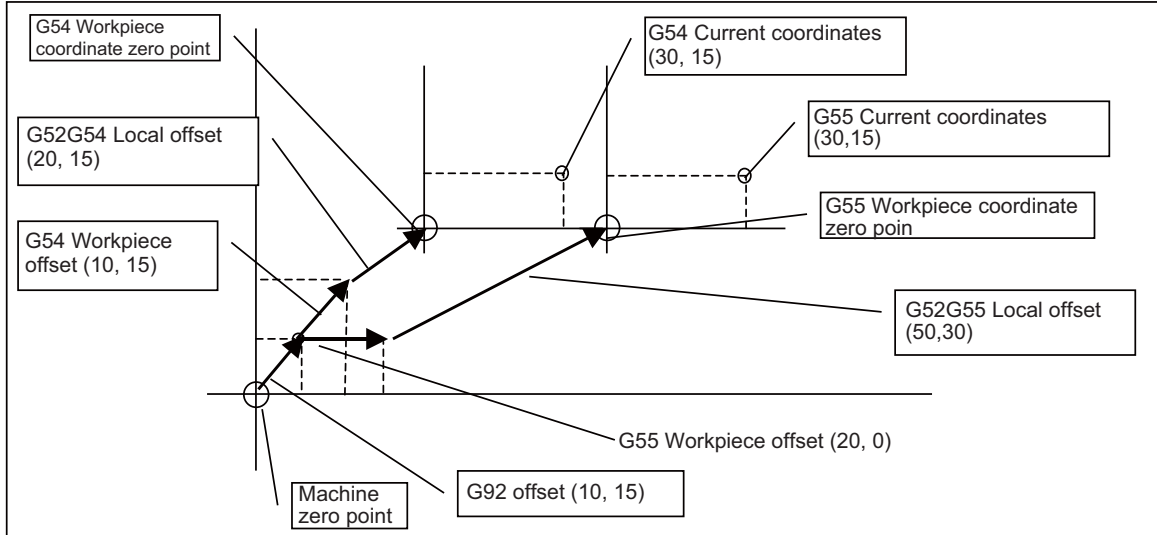 G54 Workpiece
coordinate zero point
G54 Current coordinates
(30, 15)
G52G54 Local offset
(20, 15)
G55 Current coordinates
(30,15)
G54 Workpiece
offset (10, 15)
G55 Workpiece coordinate
zero poin
G52G55 Local offset
(50,30)
G55 Workpiece offset (20, 0)
G92 offset (10, 15)
Machine
zero point